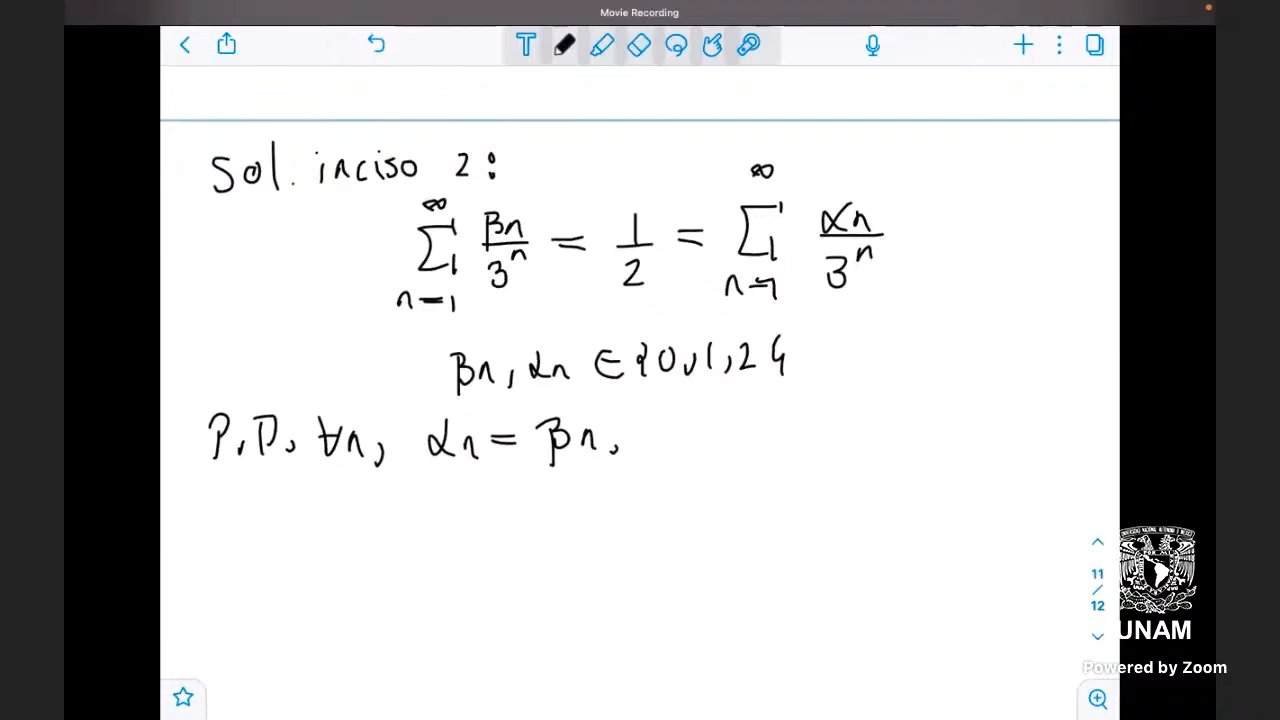 Movie Recording
T
Sol. inciso 2:
∞ ∑ n=1 βn/3^n = 1/2 = ∞ ∑ n=1 αn/3^n
βn, αn ∈ {0,1,2}
P.D. ∀n, αn = βn,
11
/
12
UNAM
Powered by Zoom